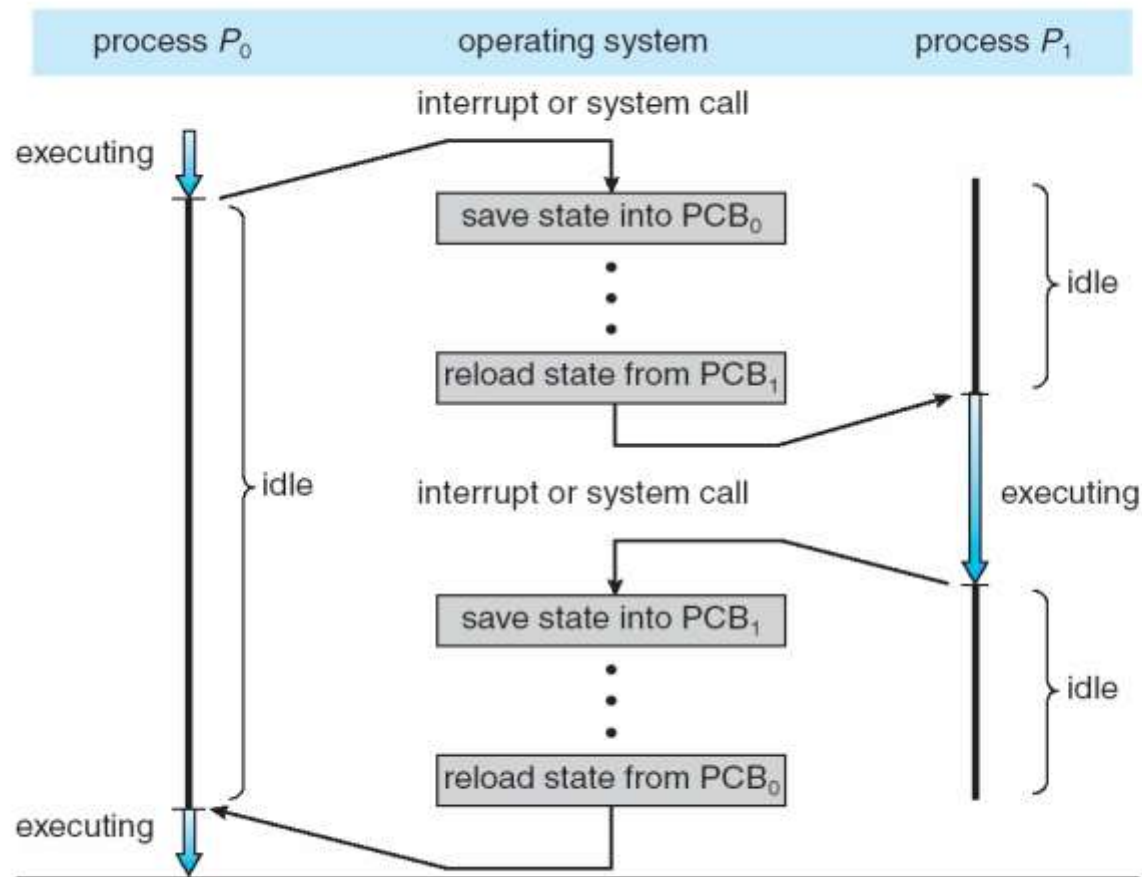 process P₀ operating system process P₁
interrupt or system call
executing
save state into PCB₀
idle
reload state from PCB₁
idle
interrupt or system call
executing
save state into PCB₁
idle
reload state from PCB₀
executing